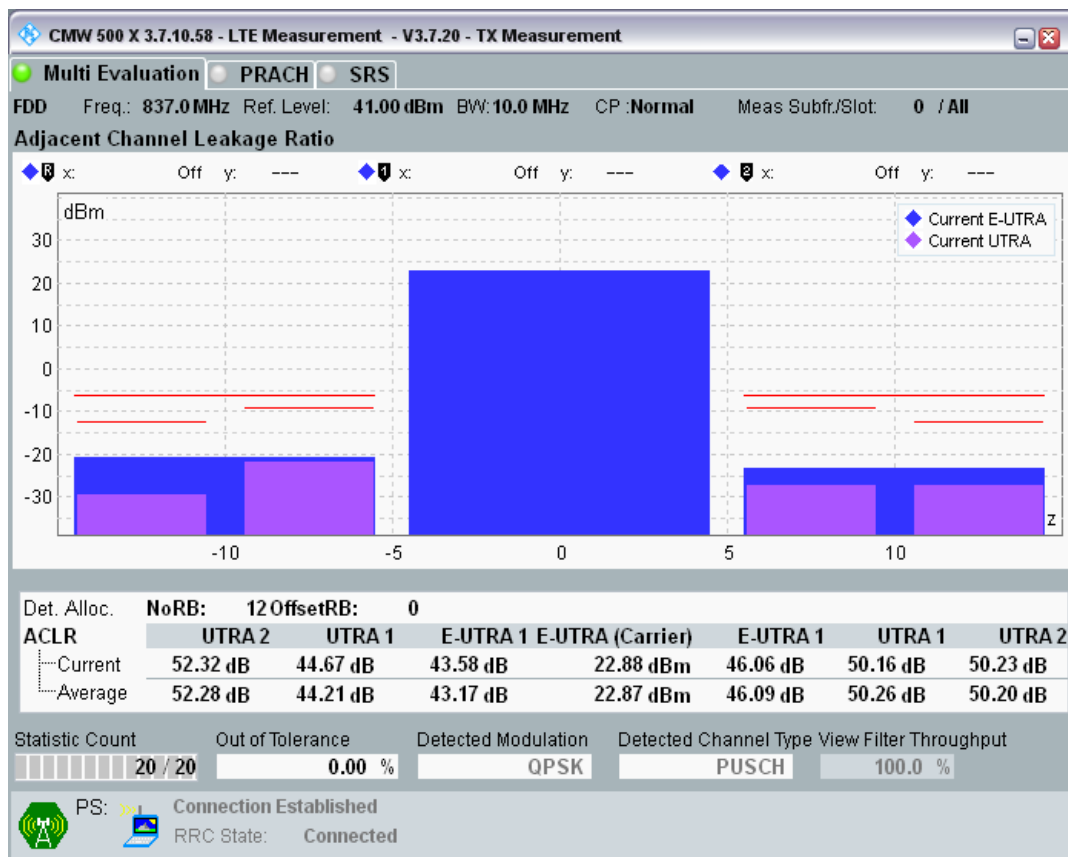 CMW 500 X 3.7.10.58 - LTE Measurement - V3.7.20 - TX Measurement
Multi Evaluation PRACH SRS
FDD Freq.: 837.0 MHz Ref. Level: 41.00 dBm BW: 10.0 MHz CP :Normal Meas Subfr./Slot: 0 / All
Adjacent Channel Leakage Ratio
R x: Off y: --- 1 x: Off y: --- 2 x: Off y: ---
dBm
Current E-UTRA
Current UTRA
30
20
10
0
-10
-20
-30
z
-10 -5 0 5 10
Det. Alloc. NoRB: 12 OffsetRB: 0
ACLR UTRA 2 UTRA 1 E-UTRA 1 E-UTRA (Carrier) E-UTRA 1 UTRA 1 UTRA 2
Current 52.32 dB 44.67 dB 43.58 dB 22.88 dBm 46.06 dB 50.16 dB 50.23 dB
Average 52.28 dB 44.21 dB 43.17 dB 22.87 dBm 46.09 dB 50.26 dB 50.20 dB
Statistic Count Out of Tolerance Detected Modulation Detected Channel Type View Filter Throughput
20 / 20 0.00 % QPSK PUSCH 100.0 %
PS: Connection Established
RRC State: Connected